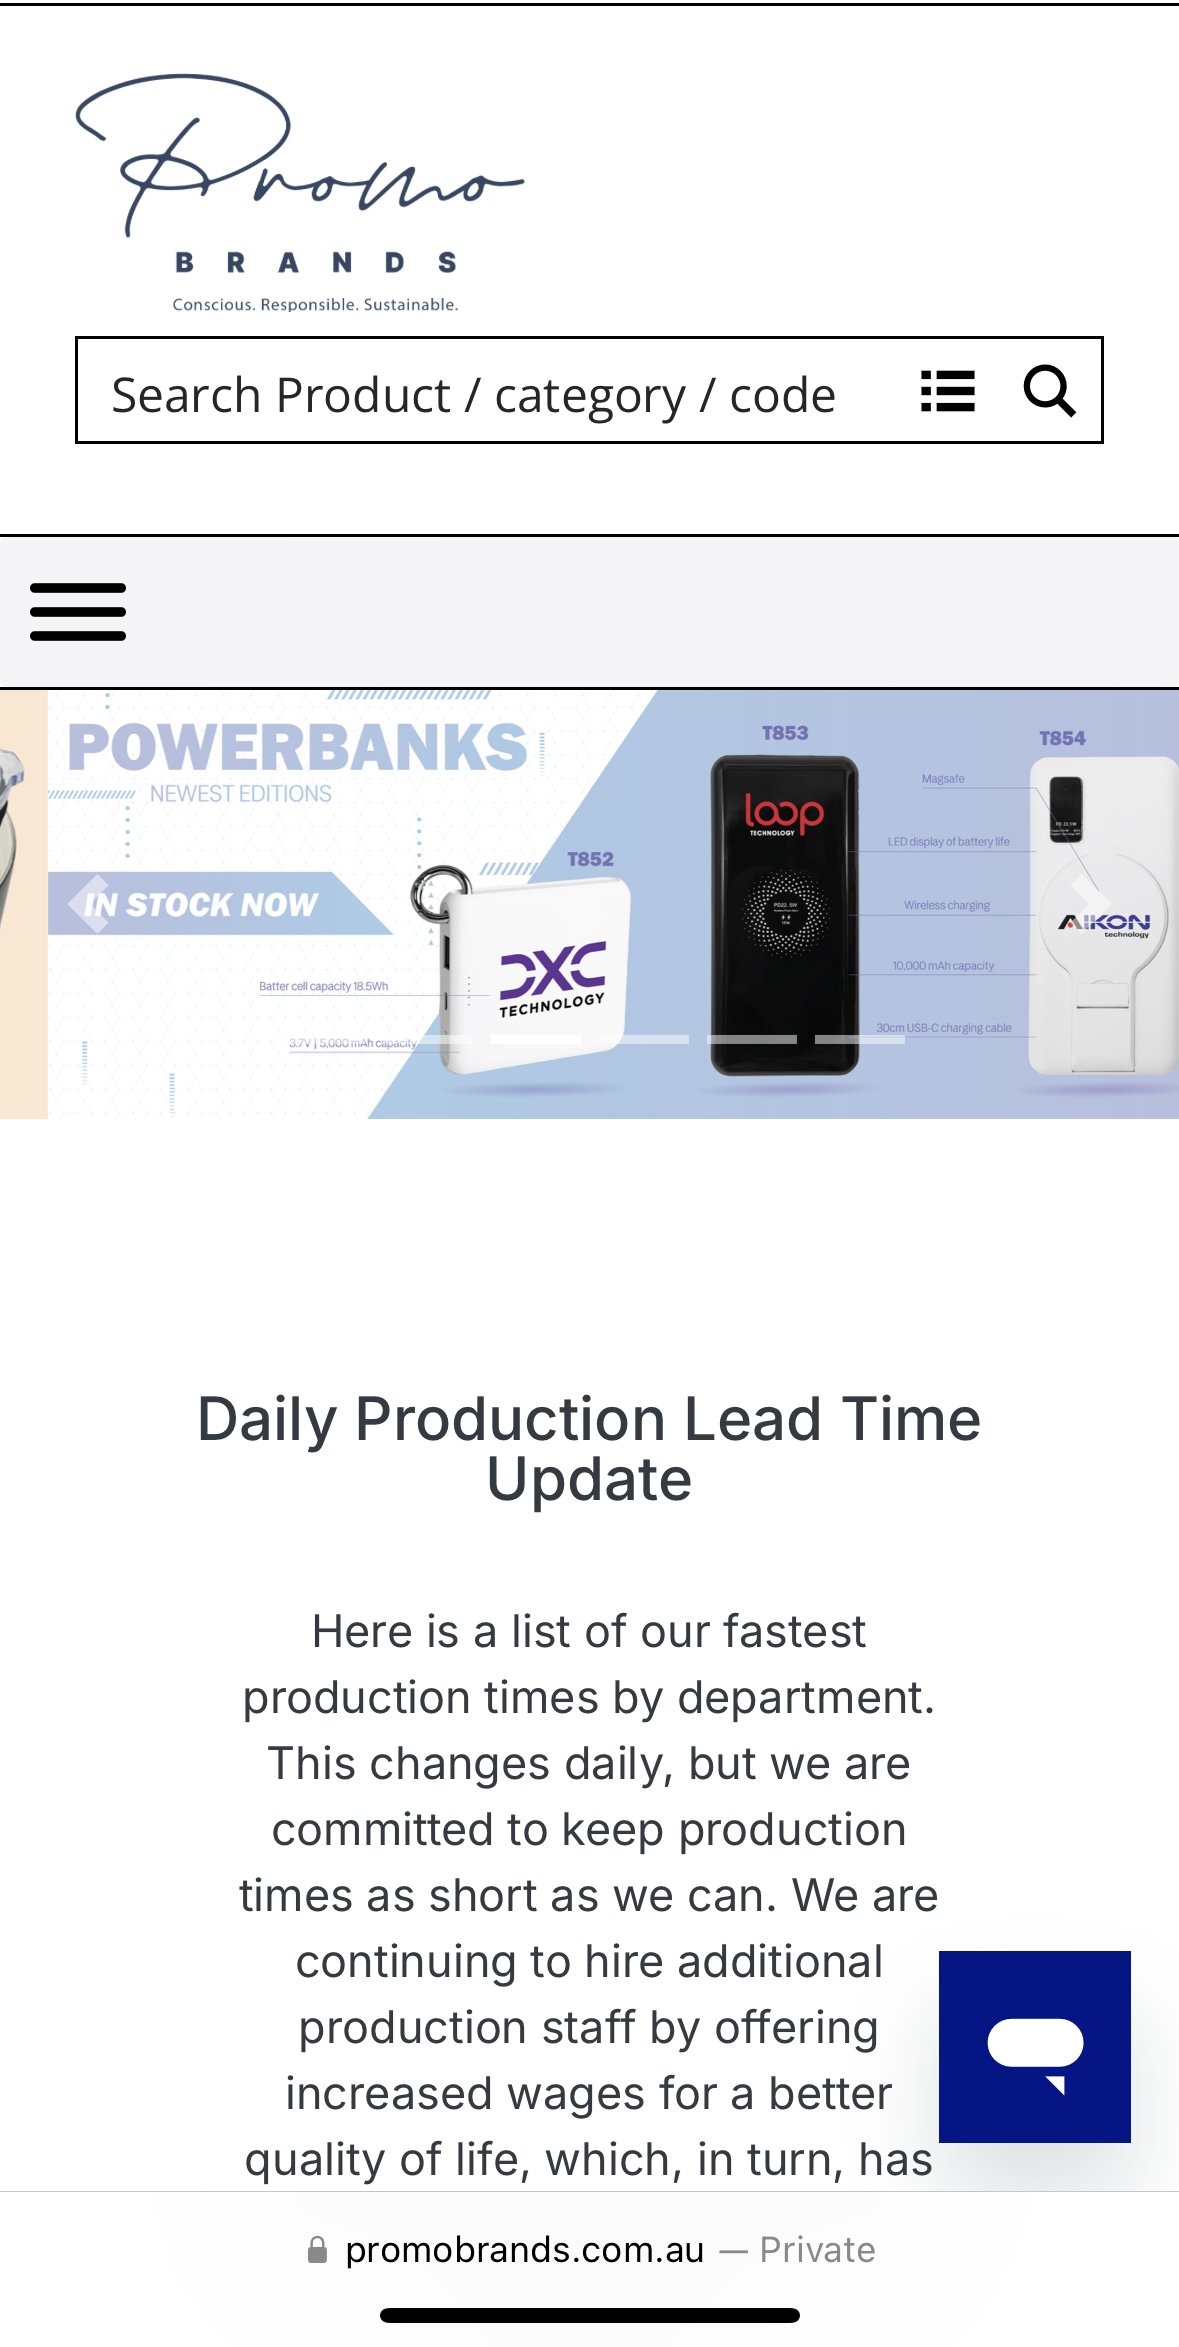 Promo
BRANDS
Conscious. Responsible. Sustainable.
Search Product / category / code
POWERBANKS
NEWEST EDITIONS
IN STOCK NOW
Batter cell capacity 18.5Wh
3.7V | 5,000 mAh capacity
T852
DXC
TECHNOLOGY
T853
loop
TECHNOLOGY
PD22. 5W
T854
Magsafe
LED display of battery life
Wireless charging
10,000 mAh capacity
30cm USB-C charging cable
PD 22.5W
AIKON
technology
Daily Production Lead Time
Update
Here is a list of our fastest
production times by department.
This changes daily, but we are
committed to keep production
times as short as we can. We are
continuing to hire additional
production staff by offering
increased wages for a better
quality of life, which, in turn, has
promobrands.com.au — Private